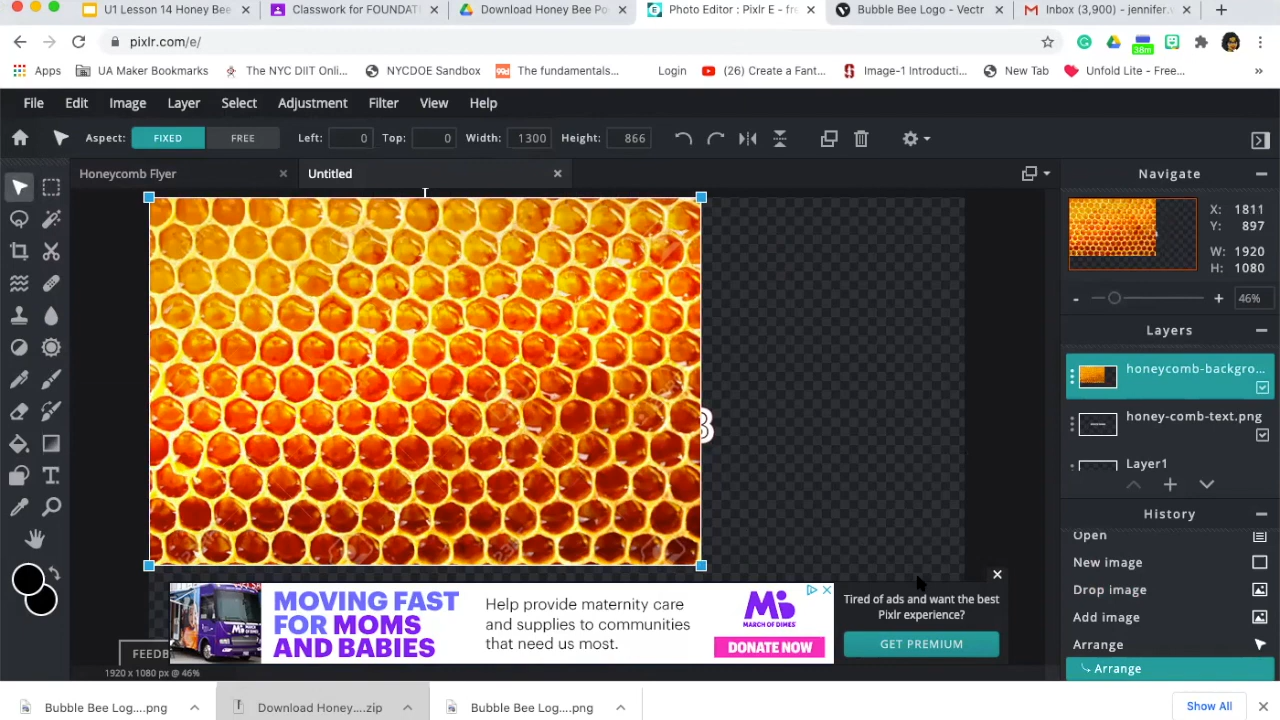 U1 Lesson 14 Honey Bee
Classwork for FOUNDAT
Download Honey Bee Po
Photo Editor : Pixlr E - fre
Bubble Bee Logo - Vectr
Inbox (3,900) - jennifer.
pixlr.com/e/
38m
Apps
UA Maker Bookmarks
The NYC DIIT Onli...
NYCDOE Sandbox
The fundamentals...
Login
(26) Create a Fant...
Image-1 Introducti...
New Tab
Unfold Lite - Free...
File Edit Image Layer Select Adjustment Filter View Help
Aspect: FIXED FREE Left: 0 Top: 0 Width: 1300 Height: 866
Honeycomb Flyer
Untitled
Navigate
X: 1811
Y: 897
W: 1920
H: 1080
46%
Layers
honeycomb-backgro...
honey-comb-text.png
Layer1
B
History
Open
New image
Drop image
Add image
Arrange
Arrange
MOVING FAST
FOR MOMS
AND BABIES
Help provide maternity care
and supplies to communities
that need us most.
MARCH OF DIMES
DONATE NOW
Tired of ads and want the best
Pixlr experience?
GET PREMIUM
FEEDB
1920 x 1080 px @ 46%
Bubble Bee Log....png
Download Honey....zip
Bubble Bee Log....png
Show All